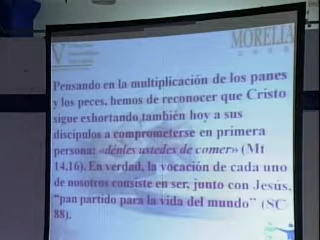 V
MORELIA
Pensando en la multiplicación de los panes
y los peces, hemos de reconocer que Cristo
sigue exhortando también hoy a sus
discípulos a comprometerse en primera
persona: «dénles ustedes de comer» (Mt
14,16). En verdad, la vocación de cada uno
de nosotros consiste en ser, junto con Jesús,
“pan partido para la vida del mundo” (SC
88).